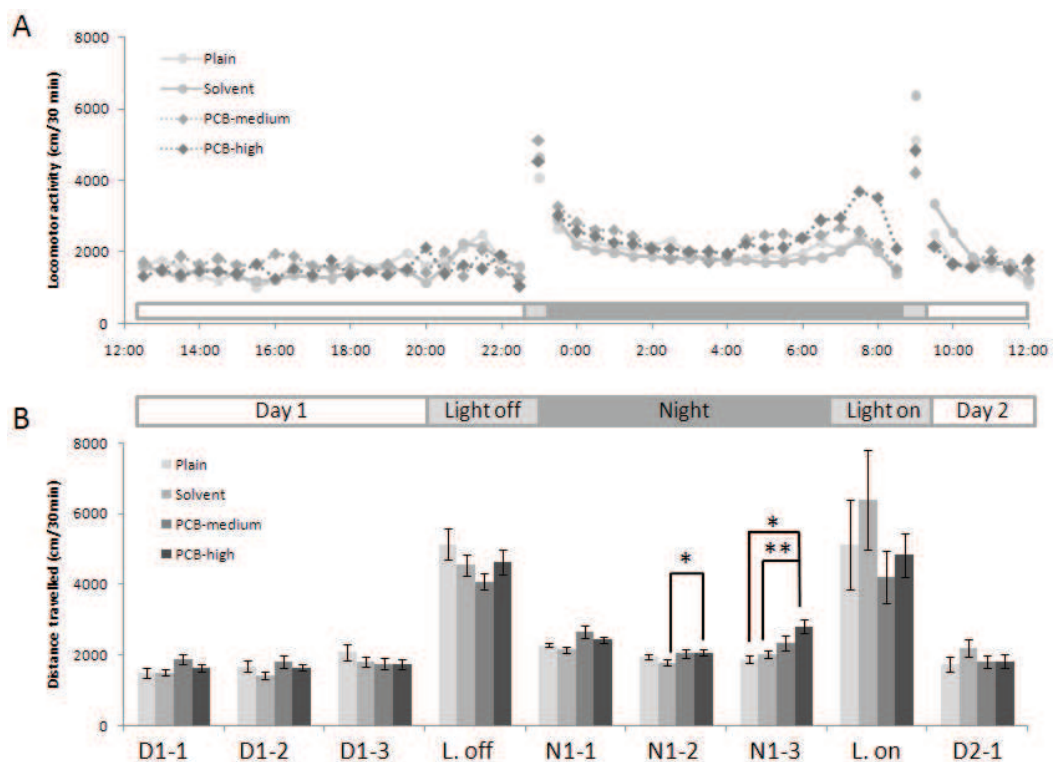 A
Locomotor activity (cm/30 min)
8000
6000
4000
2000
0
Plain
Solvent
PCB-medium
PCB-high
12:00 14:00 16:00 18:00 20:00 22:00 0:00 2:00 4:00 6:00 8:00 10:00 12:00
B
Day 1 Light off Night Light on Day 2
Distance travelled (cm/30min)
8000
6000
4000
2000
0
Plain
Solvent
PCB-medium
PCB-high
*
*
**
D1-1 D1-2 D1-3 L. off N1-1 N1-2 N1-3 L. on D2-1